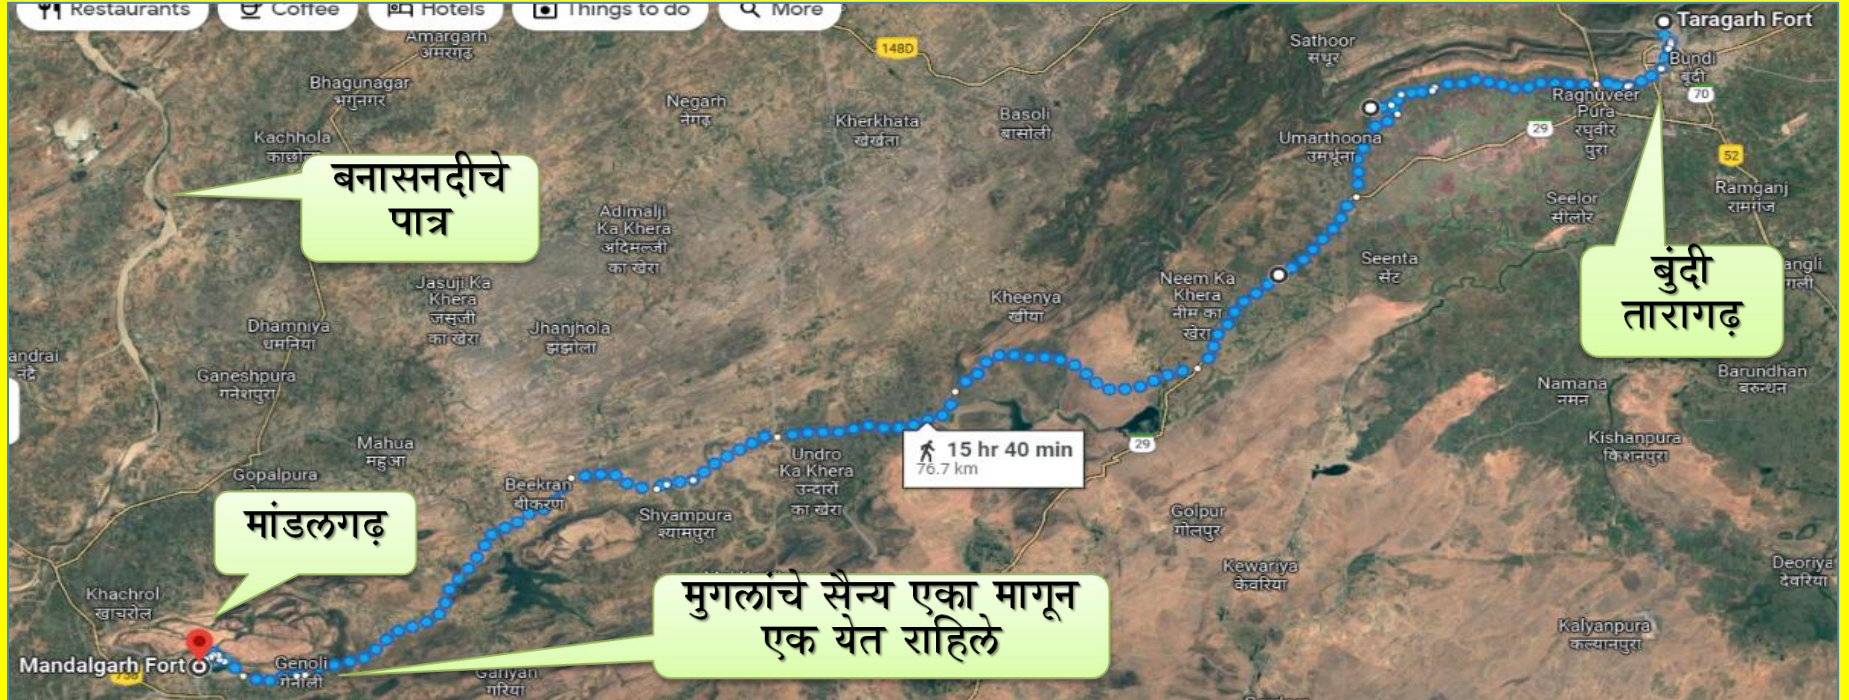 Restaurants
Coffee
Hotels
Things to do
More
Taragarh Fort
Amargarh
अमरगढ़
148D
Sathoor
सथूर
Bundi
बूंदी
Bhagunagar
भगुनगर
Negarh
नेगढ़
Kherkhata
खेरखता
Basoli
बासोली
Raghuveer
Pura
रघुवीर
पुरा
70
29
52
Kachhola
Umarthoona
उमर्थूना
बनासनदीचे
पात्र
Adimalji
Ka Khera
अदिमल्जी
का खेरा
Seelor
सीलोर
Ramganj
रामगंज
Seenta
सेंट
बुंदी
तारागढ़
Jasuji Ka
Khera
जसुजी
का खेरा
Kheenya
खीया
Neem Ka
Khera
नीम का
खेरा
Dhamniya
धमनिया
Jhanjhola
झंझोला
Ganeshpura
गनेशपुरा
Namana
नमन
Barundhan
बरुन्धन
Mahua
महुआ
15 hr 40 min
76.7 km
29
Kishanpura
किशनपुरा
Gopalpura
Beekran
बीकरण
Undro
Ka Khera
उन्दारों
का खेरा
मांडलगढ़
Shyampura
श्यामपुरा
Golpur
गोलपुर
Kewariya
केवरिया
Deoriya
देवरिया
Khachrol
खाचरोल
मुगलांचे सैन्य एका मागून
एक येत राहिले
Kalyanpura
कल्यानपुरा
Mandalgarh Fort
758
Genoli
गेनोली
Gariyan
गरिया